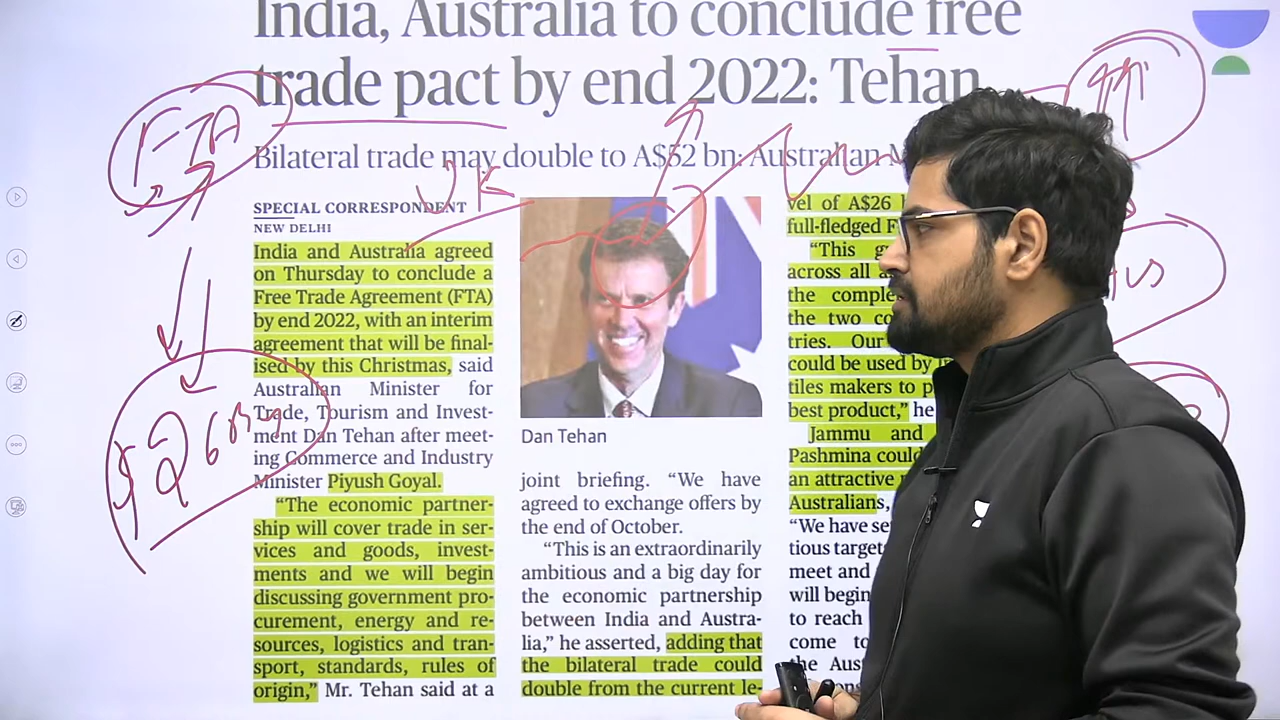 India, Australia to conclude free
trade pact by end 2022: Tehan
Bilateral trade may double to A$52 bn: Australian
FTA
JK
SPECIAL CORRESPONDENT
NEW DELHI
India and Australia agreed
on Thursday to conclude a
Free Trade Agreement (FTA)
by end 2022, with an interim
agreement that will be final-
ised by this Christmas, said
Australian Minister for
Trade, Tourism and Invest-
ment Dan Tehan after meet-
ing Commerce and Industry
Minister Piyush Goyal.
“The economic partner-
ship will cover trade in ser-
vices and goods, invest-
ments and we will begin
discussing government pro-
curement, energy and re-
sources, logistics and tran-
sport, standards, rules of
origin,” Mr. Tehan said at a
$26
Dan Tehan
joint briefing. “We have
agreed to exchange offers by
the end of October.
“This is an extraordinarily
ambitious and a big day for
the economic partnership
between India and Austra-
lia,” he asserted, adding that
the bilateral trade could
double from the current le-
vel of A$26
full-fledged
“This
across all
the
the two
tries. Our
could be used by
tiles makers to
best product,” he
Jammu and
Pashmina could
an attractive
Australians,
“We have
tious
meet and
will begin
to reach
come to
the